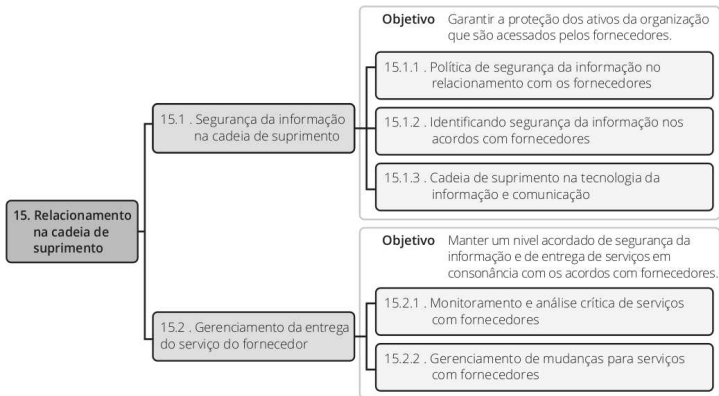 15. Relacionamento
na cadeia de
suprimento
15.1 . Segurança da informação
na cadeia de suprimento
Objetivo Garantir a proteção dos ativos da organização
que são acessados pelos fornecedores.
15.1.1 . Política de segurança da informação no
relacionamento com os fornecedores
15.1.2 . Identificando segurança da informação nos
acordos com fornecedores
15.1.3 . Cadeia de suprimento na tecnologia da
informação e comunicação
15.2 . Gerenciamento da entrega
do serviço do fornecedor
Objetivo Manter um nível acordado de segurança da
informação e de entrega de serviços em
consonância com os acordos com fornecedores.
15.2.1 . Monitoramento e análise crítica de serviços
com fornecedores
15.2.2 . Gerenciamento de mudanças para serviços
com fornecedores